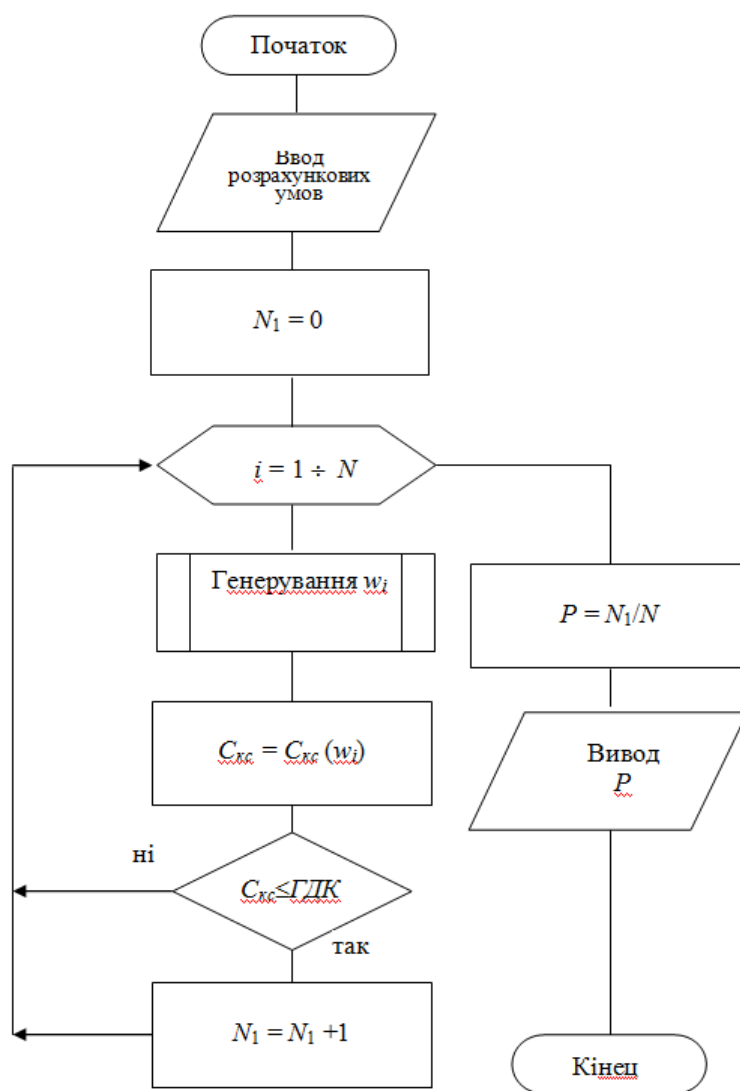 Початок
Ввод
розрахункових
умов
N₁ = 0
i = 1 ÷ N
Генерування wᵢ
P = N₁/N
Cкс = Cкс (wᵢ)
Вивод
P
ні
Cкс≤ГДК
так
N₁ = N₁ +1
Кінец